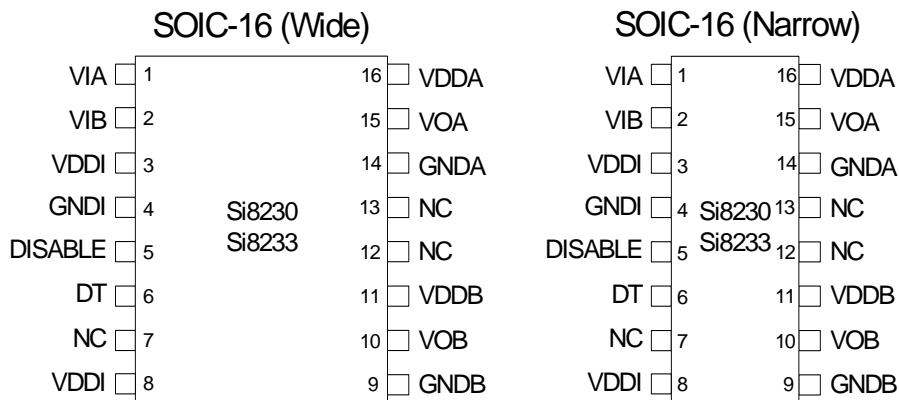 SOIC-16 (Wide)
VIA 1 16 VDDA
VIB 2 15 VOA
VDDI 3 14 GNDA
GNDI 4 13 NC
Si8230
Si8233
DISABLE 5 12 NC
DT 6 11 VDDB
NC 7 10 VOB
VDDI 8 9 GNDB
SOIC-16 (Narrow)
VIA 1 16 VDDA
VIB 2 15 VOA
VDDI 3 14 GNDA
GNDI 4 13 NC
Si8230
Si8233
DISABLE 5 12 NC
DT 6 11 VDDB
NC 7 10 VOB
VDDI 8 9 GNDB